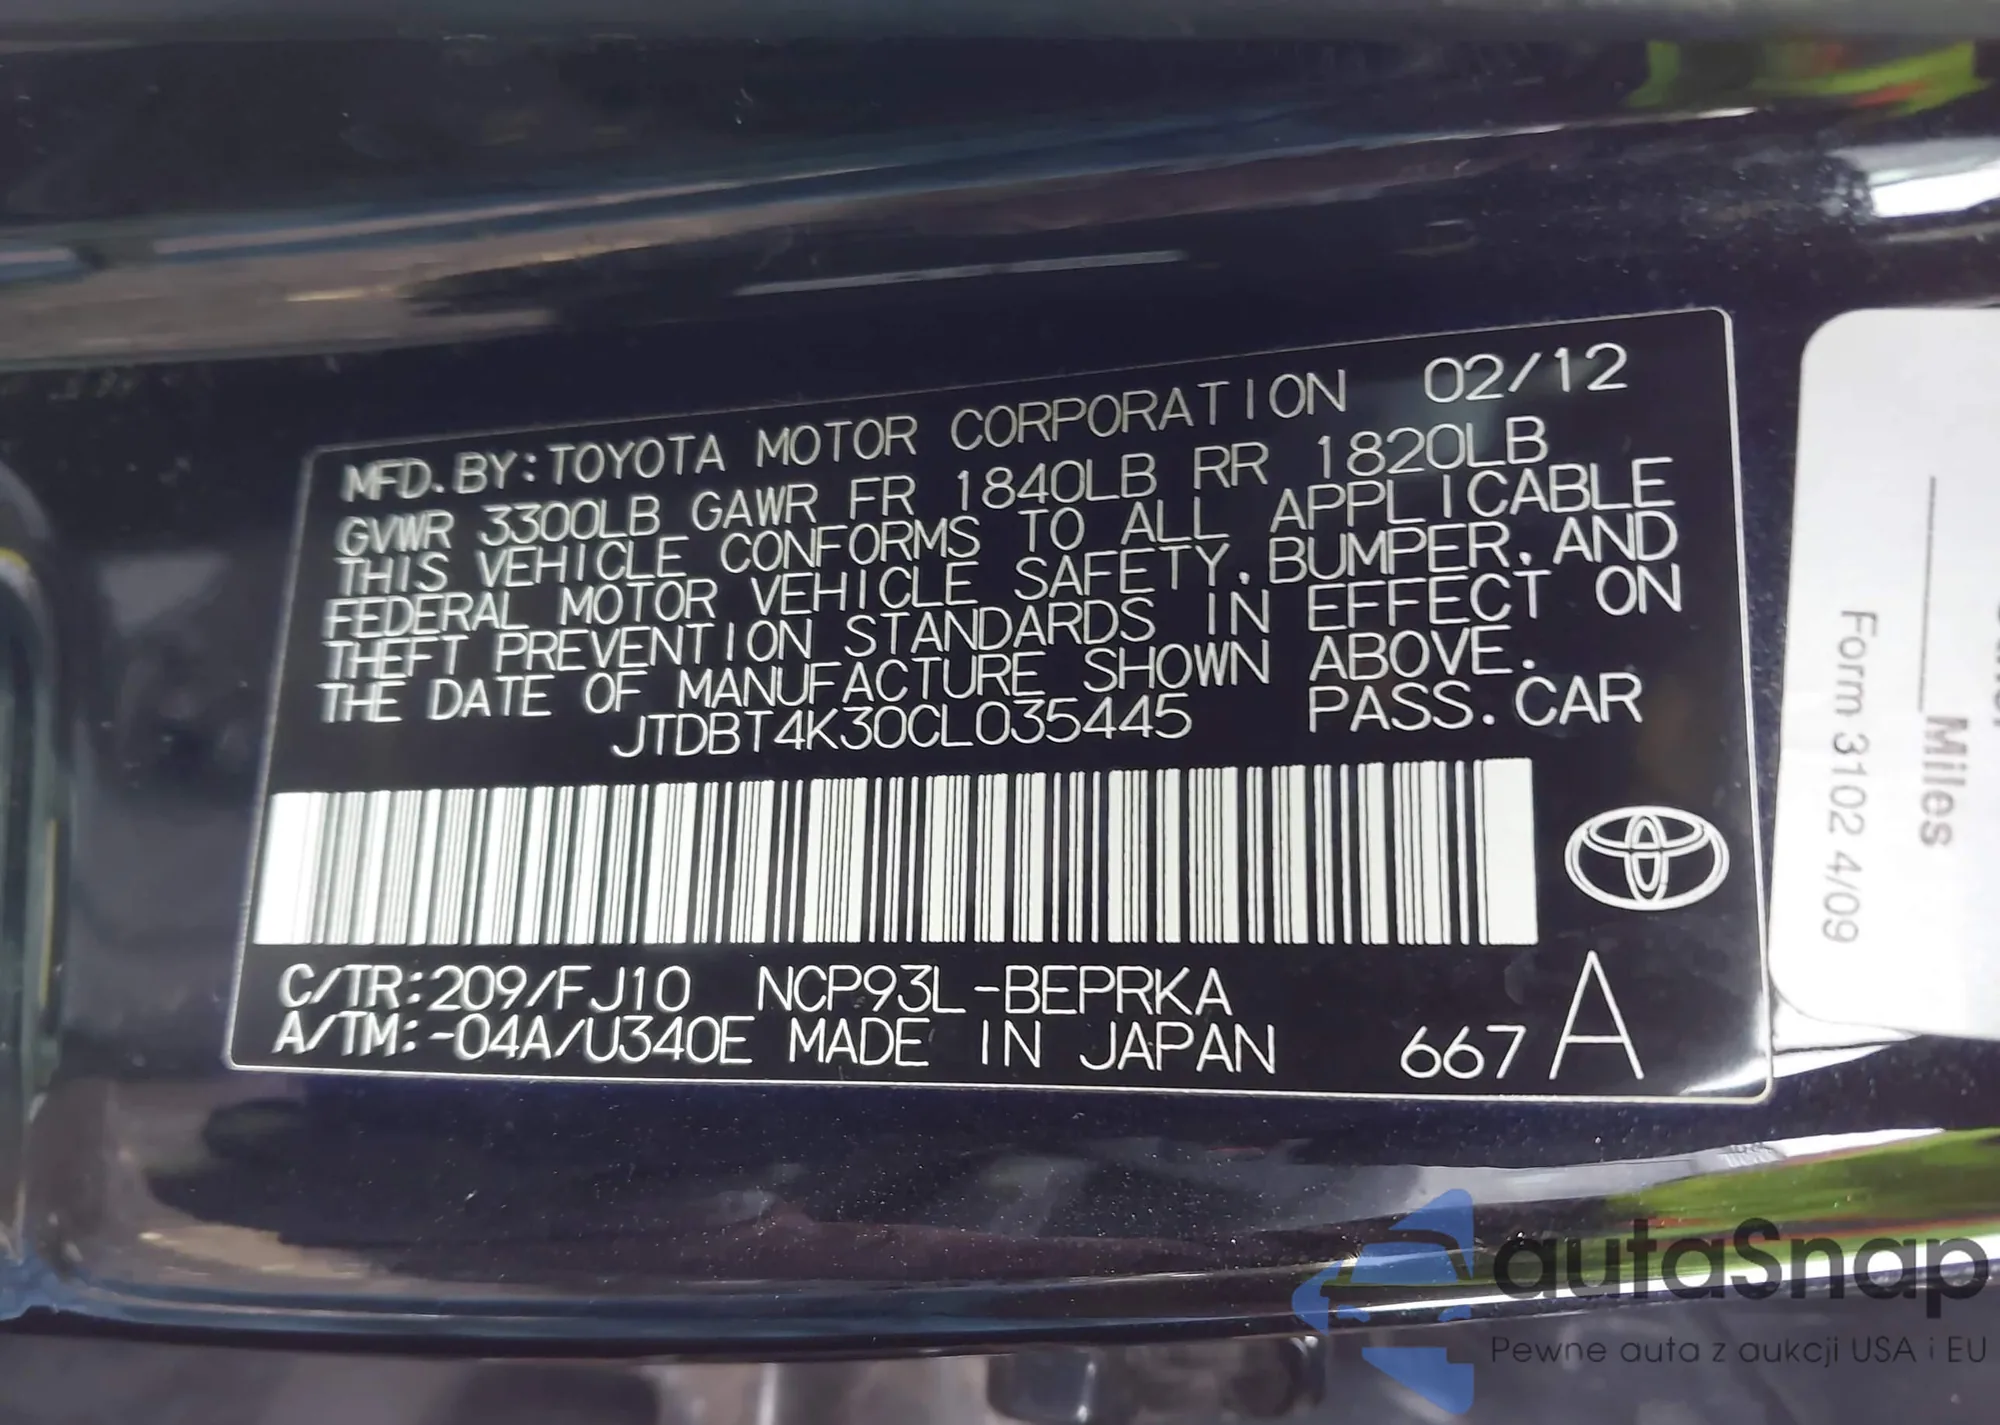 MFD. BY: TOYOTA MOTOR CORPORATION 02/12
GVWR 3300LB GAWR FR 1840LB RR 1820LB
THIS VEHICLE CONFORMS TO ALL APPLICABLE
FEDERAL MOTOR VEHICLE SAFETY, BUMPER, AND
THEFT PREVENTION STANDARDS IN EFFECT ON
THE DATE OF MANUFACTURE SHOWN ABOVE.
JTDBT4K30CL035445 PASS. CAR
C/TR: 209/FJ10 NCP93L-BEPRKA
A/TM: -04A/U340E MADE IN JAPAN 667 A
Miles
Form 3102 4/09
autaSnap
Pewne auta z aukcji USA i EU